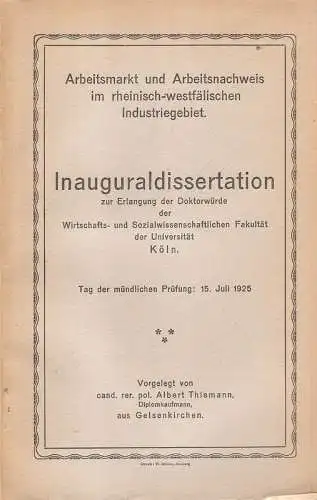 Arbeitsmarkt und Arbeitsnachweis
im rheinisch-westfälischen
Industriegebiet.
Inauguraldissertation
zur Erlangung der Doktorwürde
der
Wirtschafts- und Sozialwissenschaftlichen Fakultät
der Universität
Köln.
Tag der mündlichen Prüfung: 15. Juli 1925
Vorgelegt von
cand. rer. pol. Albert Thiemann,
Diplomkaufmann,
aus Gelsenkirchen.